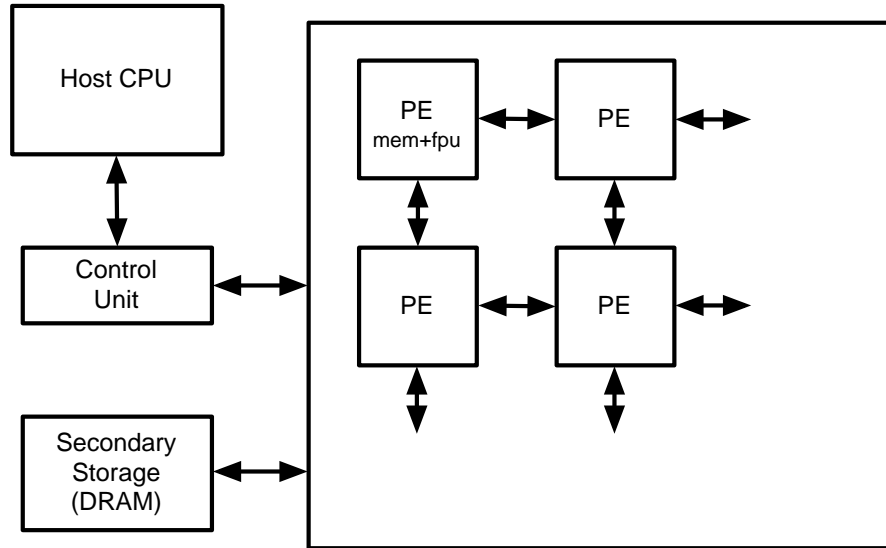 Host CPU
PE
mem+fpu
PE
Control
Unit
PE
PE
Secondary
Storage
(DRAM)